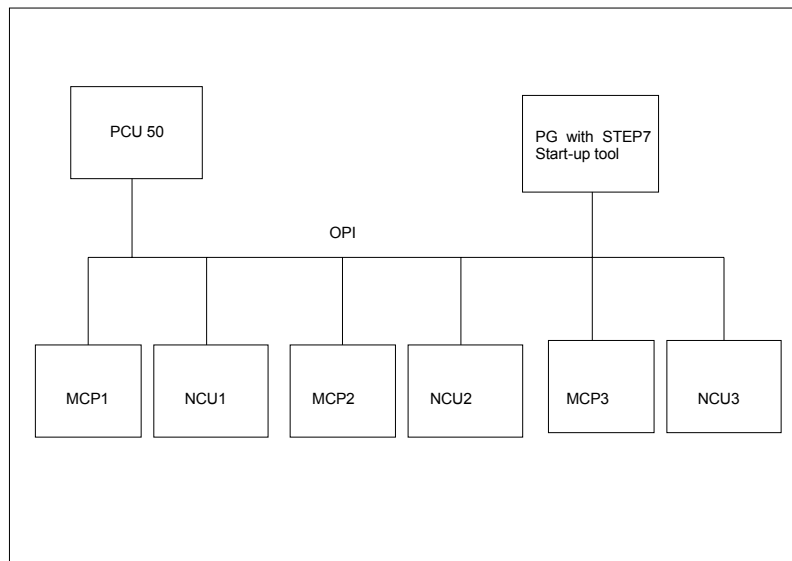 PCU 50
PG with STEP7
Start-up tool
OPI
MCP1
NCU1
MCP2
NCU2
MCP3
NCU3